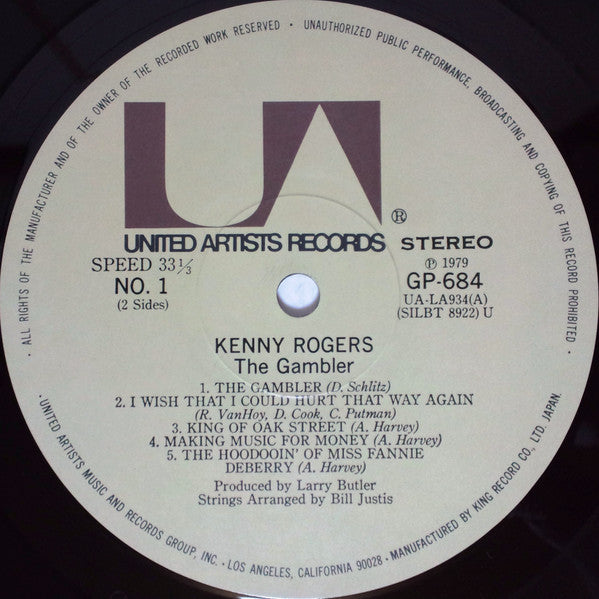 · ALL RIGHTS OF THE MANUFACTURER AND OF THE OWNER OF THE RECORDED WORK RESERVED · UNAUTHORIZED PUBLIC PERFORMANCE, BROADCASTING AND COPYING OF THIS RECORD PROHIBITED ·
UA ®
UNITED ARTISTS RECORDS STEREO
SPEED 33⅓ Ⓟ 1979
NO. 1 GP-684
(2 Sides) UA-LA934(A)
(SILBT 8922) U
KENNY ROGERS
The Gambler
1. THE GAMBLER (D. Schlitz)
2. I WISH THAT I COULD HURT THAT WAY AGAIN
(R. VanHoy, D. Cook, C. Putman)
3. KING OF OAK STREET (A. Harvey)
4. MAKING MUSIC FOR MONEY (A. Harvey)
5. THE HOODOOIN' OF MISS FANNIE
DEBERRY (A. Harvey)
Produced by Larry Butler
Strings Arranged by Bill Justis
· UNITED ARTISTS MUSIC AND RECORDS GROUP, INC. · LOS ANGELES, CALIFORNIA 90028 · MANUFACTURED BY KING RECORD CO., LTD. JAPAN.